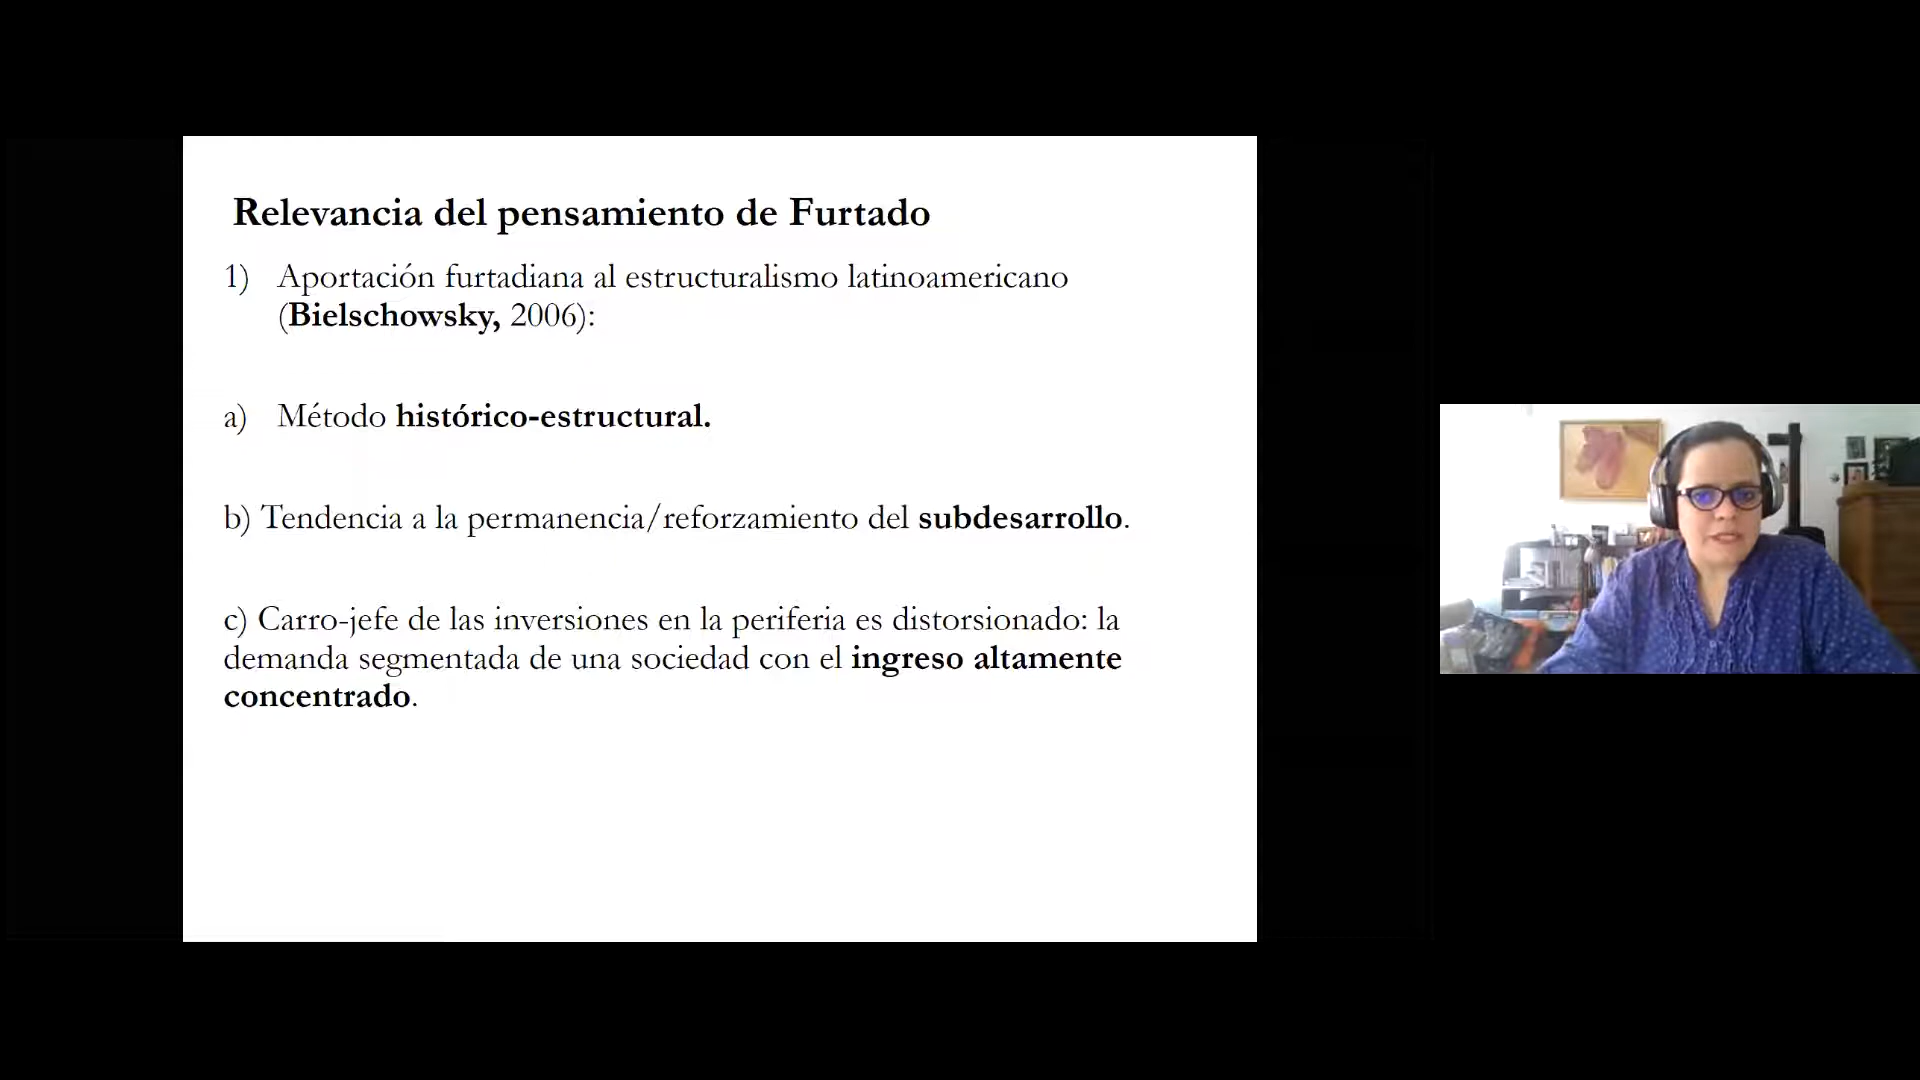 Relevancia del pensamiento de Furtado
1) Aportación furtadiana al estructuralismo latinoamericano
(Bielschowsky, 2006):
a) Método histórico-estructural.
b) Tendencia a la permanencia/reforzamiento del subdesarrollo.
c) Carro-jefe de las inversiones en la periferia es distorsionado: la
demanda segmentada de una sociedad con el ingreso altamente
concentrado.